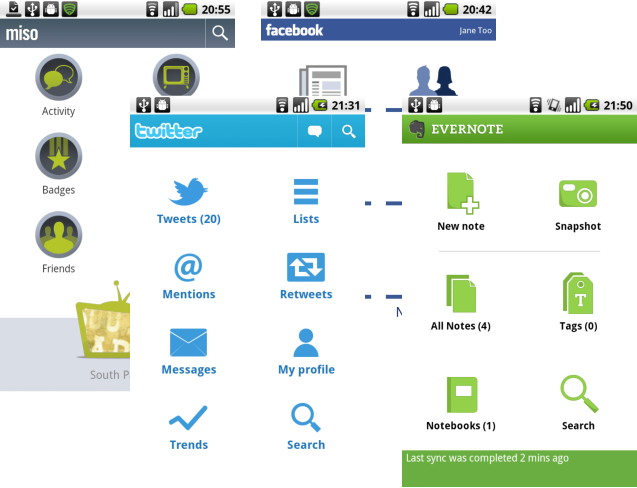 20:55
miso
Activity
Badges
Friends
South P
20:42
facebook
Jane Too
21:31
twitter
Tweets (20)
Lists
@
Mentions
Retweets
Messages
My profile
Trends
Search
21:50
EVERNOTE
New note
Snapshot
All Notes (4)
T
Tags (0)
Notebooks (1)
Search
Last sync was completed 2 mins ago